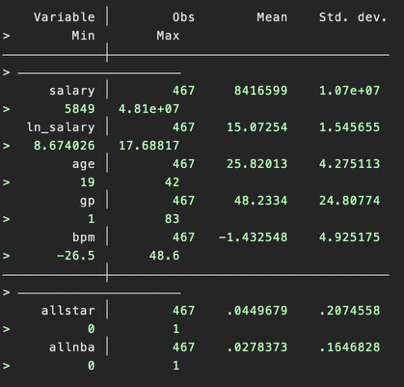 Variable | Obs Mean Std. dev.
> Min Max
>
salary | 467 8416599 1.07e+07
> 5849 4.81e+07
ln_salary | 467 15.07254 1.545655
> 8.674026 17.68817
age | 467 25.82013 4.275113
> 19 42
gp | 467 48.2334 24.80774
> 1 83
bpm | 467 -1.432548 4.925175
> -26.5 48.6
>
allstar | 467 .0449679 .2074558
> 0 1
allnba | 467 .0278373 .1646828
> 0 1